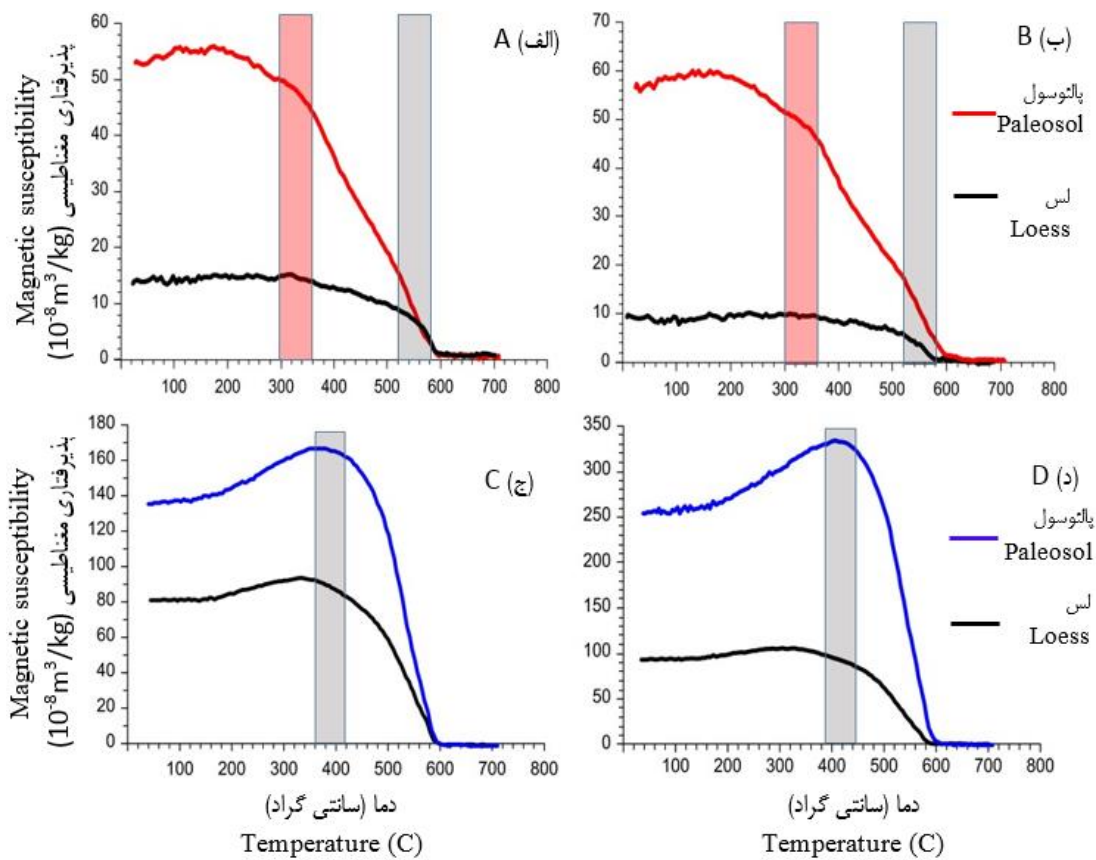 A (الف)
B (ب)
پذیرفتاری مغناطیسی
Magnetic susceptibility
(10⁻⁸m³/kg)
60
50
40
30
20
10
0
100 200 300 400 500 600 700 800
70
60
50
40
30
20
10
0
100 200 300 400 500 600 700 800
پالئوسول
Paleosol
لس
Loess
C (ج)
D (د)
پذیرفتاری مغناطیسی
Magnetic susceptibility
(10⁻⁸m³/kg)
180
160
140
120
100
80
60
40
20
0
100 200 300 400 500 600 700 800
350
300
250
200
150
100
50
0
100 200 300 400 500 600 700 800
پالئوسول
Paleosol
لس
Loess
دما (سانتی گراد)
Temperature (C)
دما (سانتی گراد)
Temperature (C)